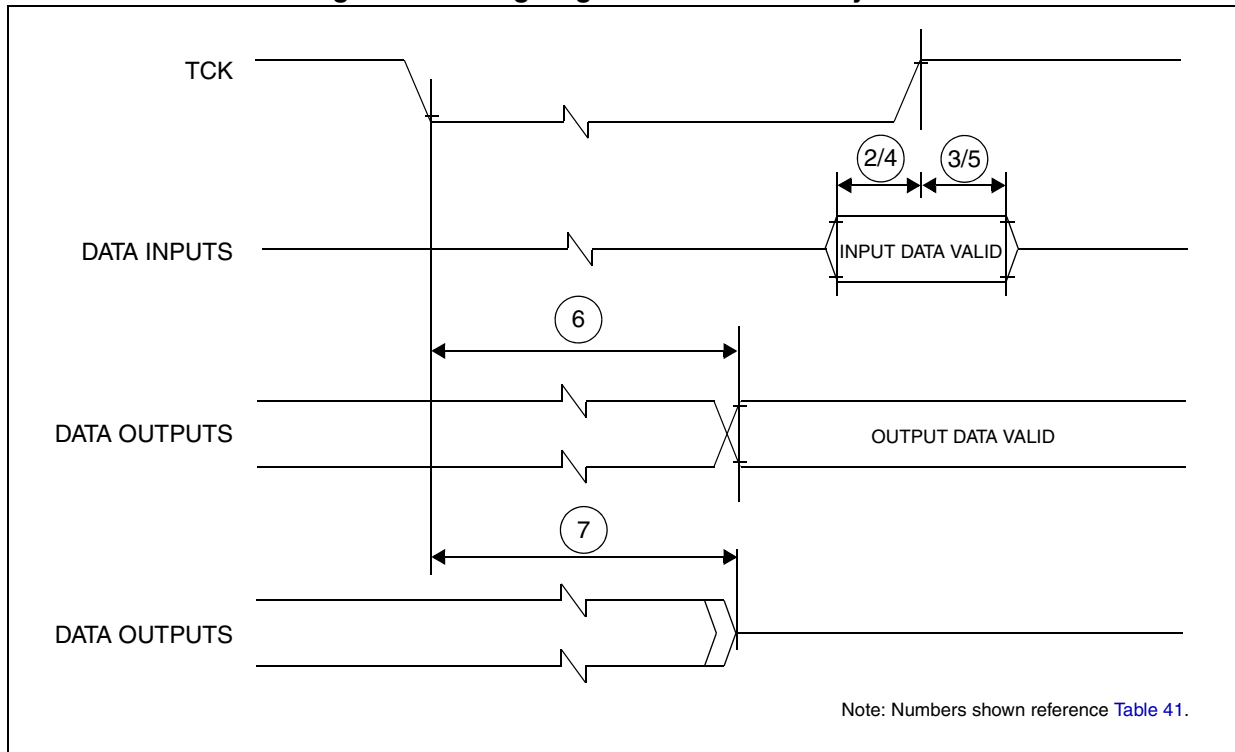 TCK
2/4
3/5
DATA INPUTS
INPUT DATA VALID
6
DATA OUTPUTS
OUTPUT DATA VALID
7
DATA OUTPUTS
Note: Numbers shown reference Table 41.